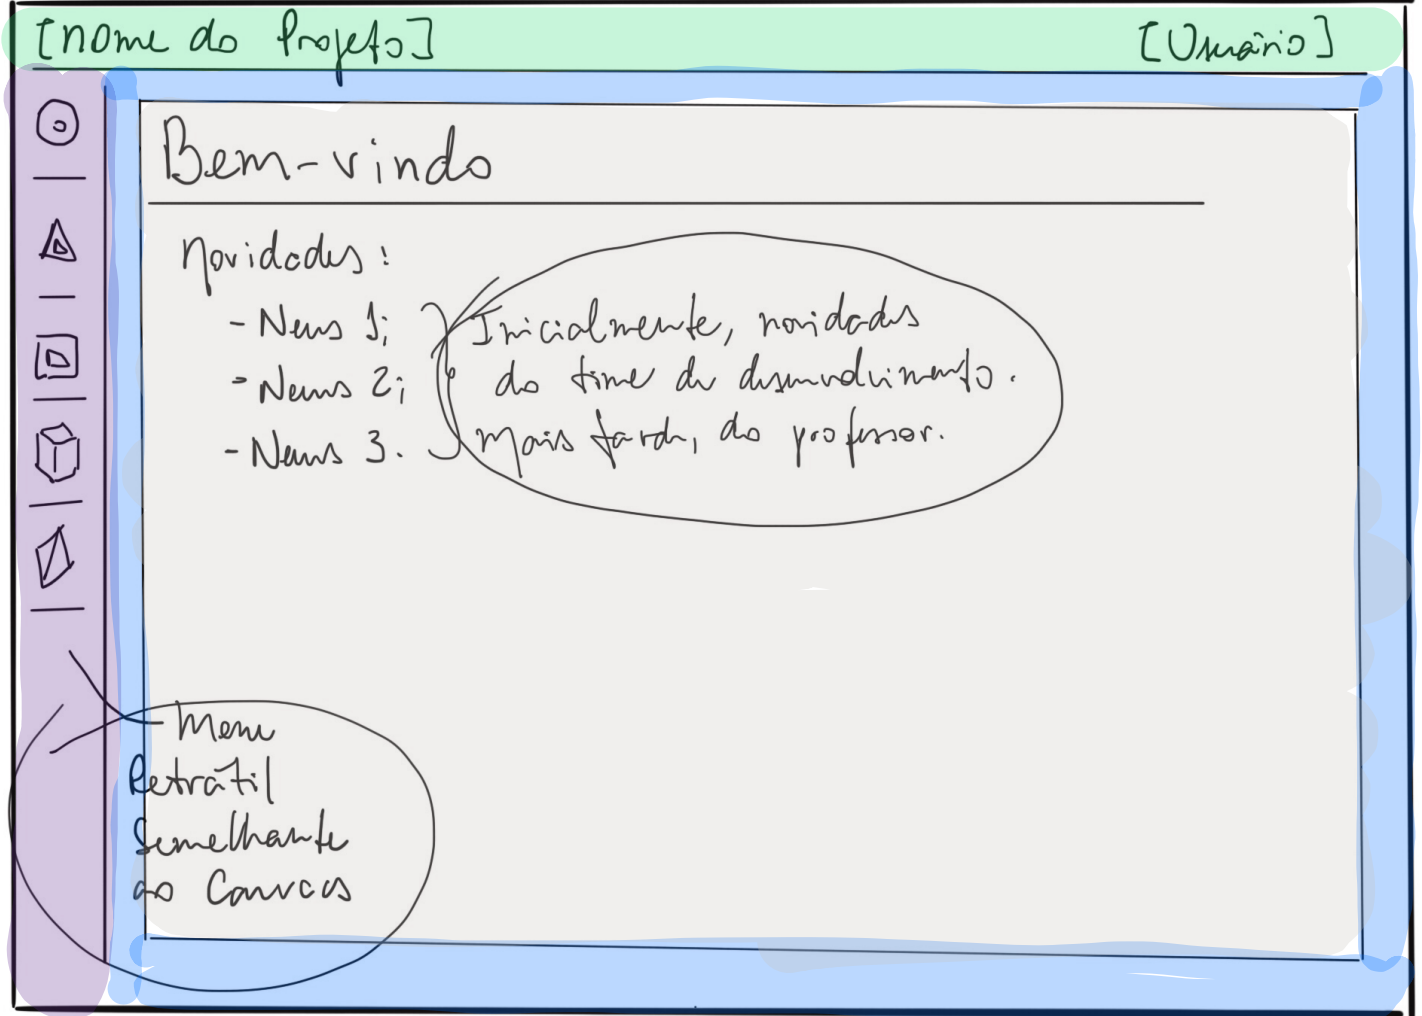 [nome do Projeto]
[Usuário]
Bem-vindo
Novidades:
- News 1;
- News 2;
- News 3.
Inicialmente, novidades
do time de desenvolvimento.
Mais tarde, do professor.
Menu
Retrátil
Semelhante
ao Canvas